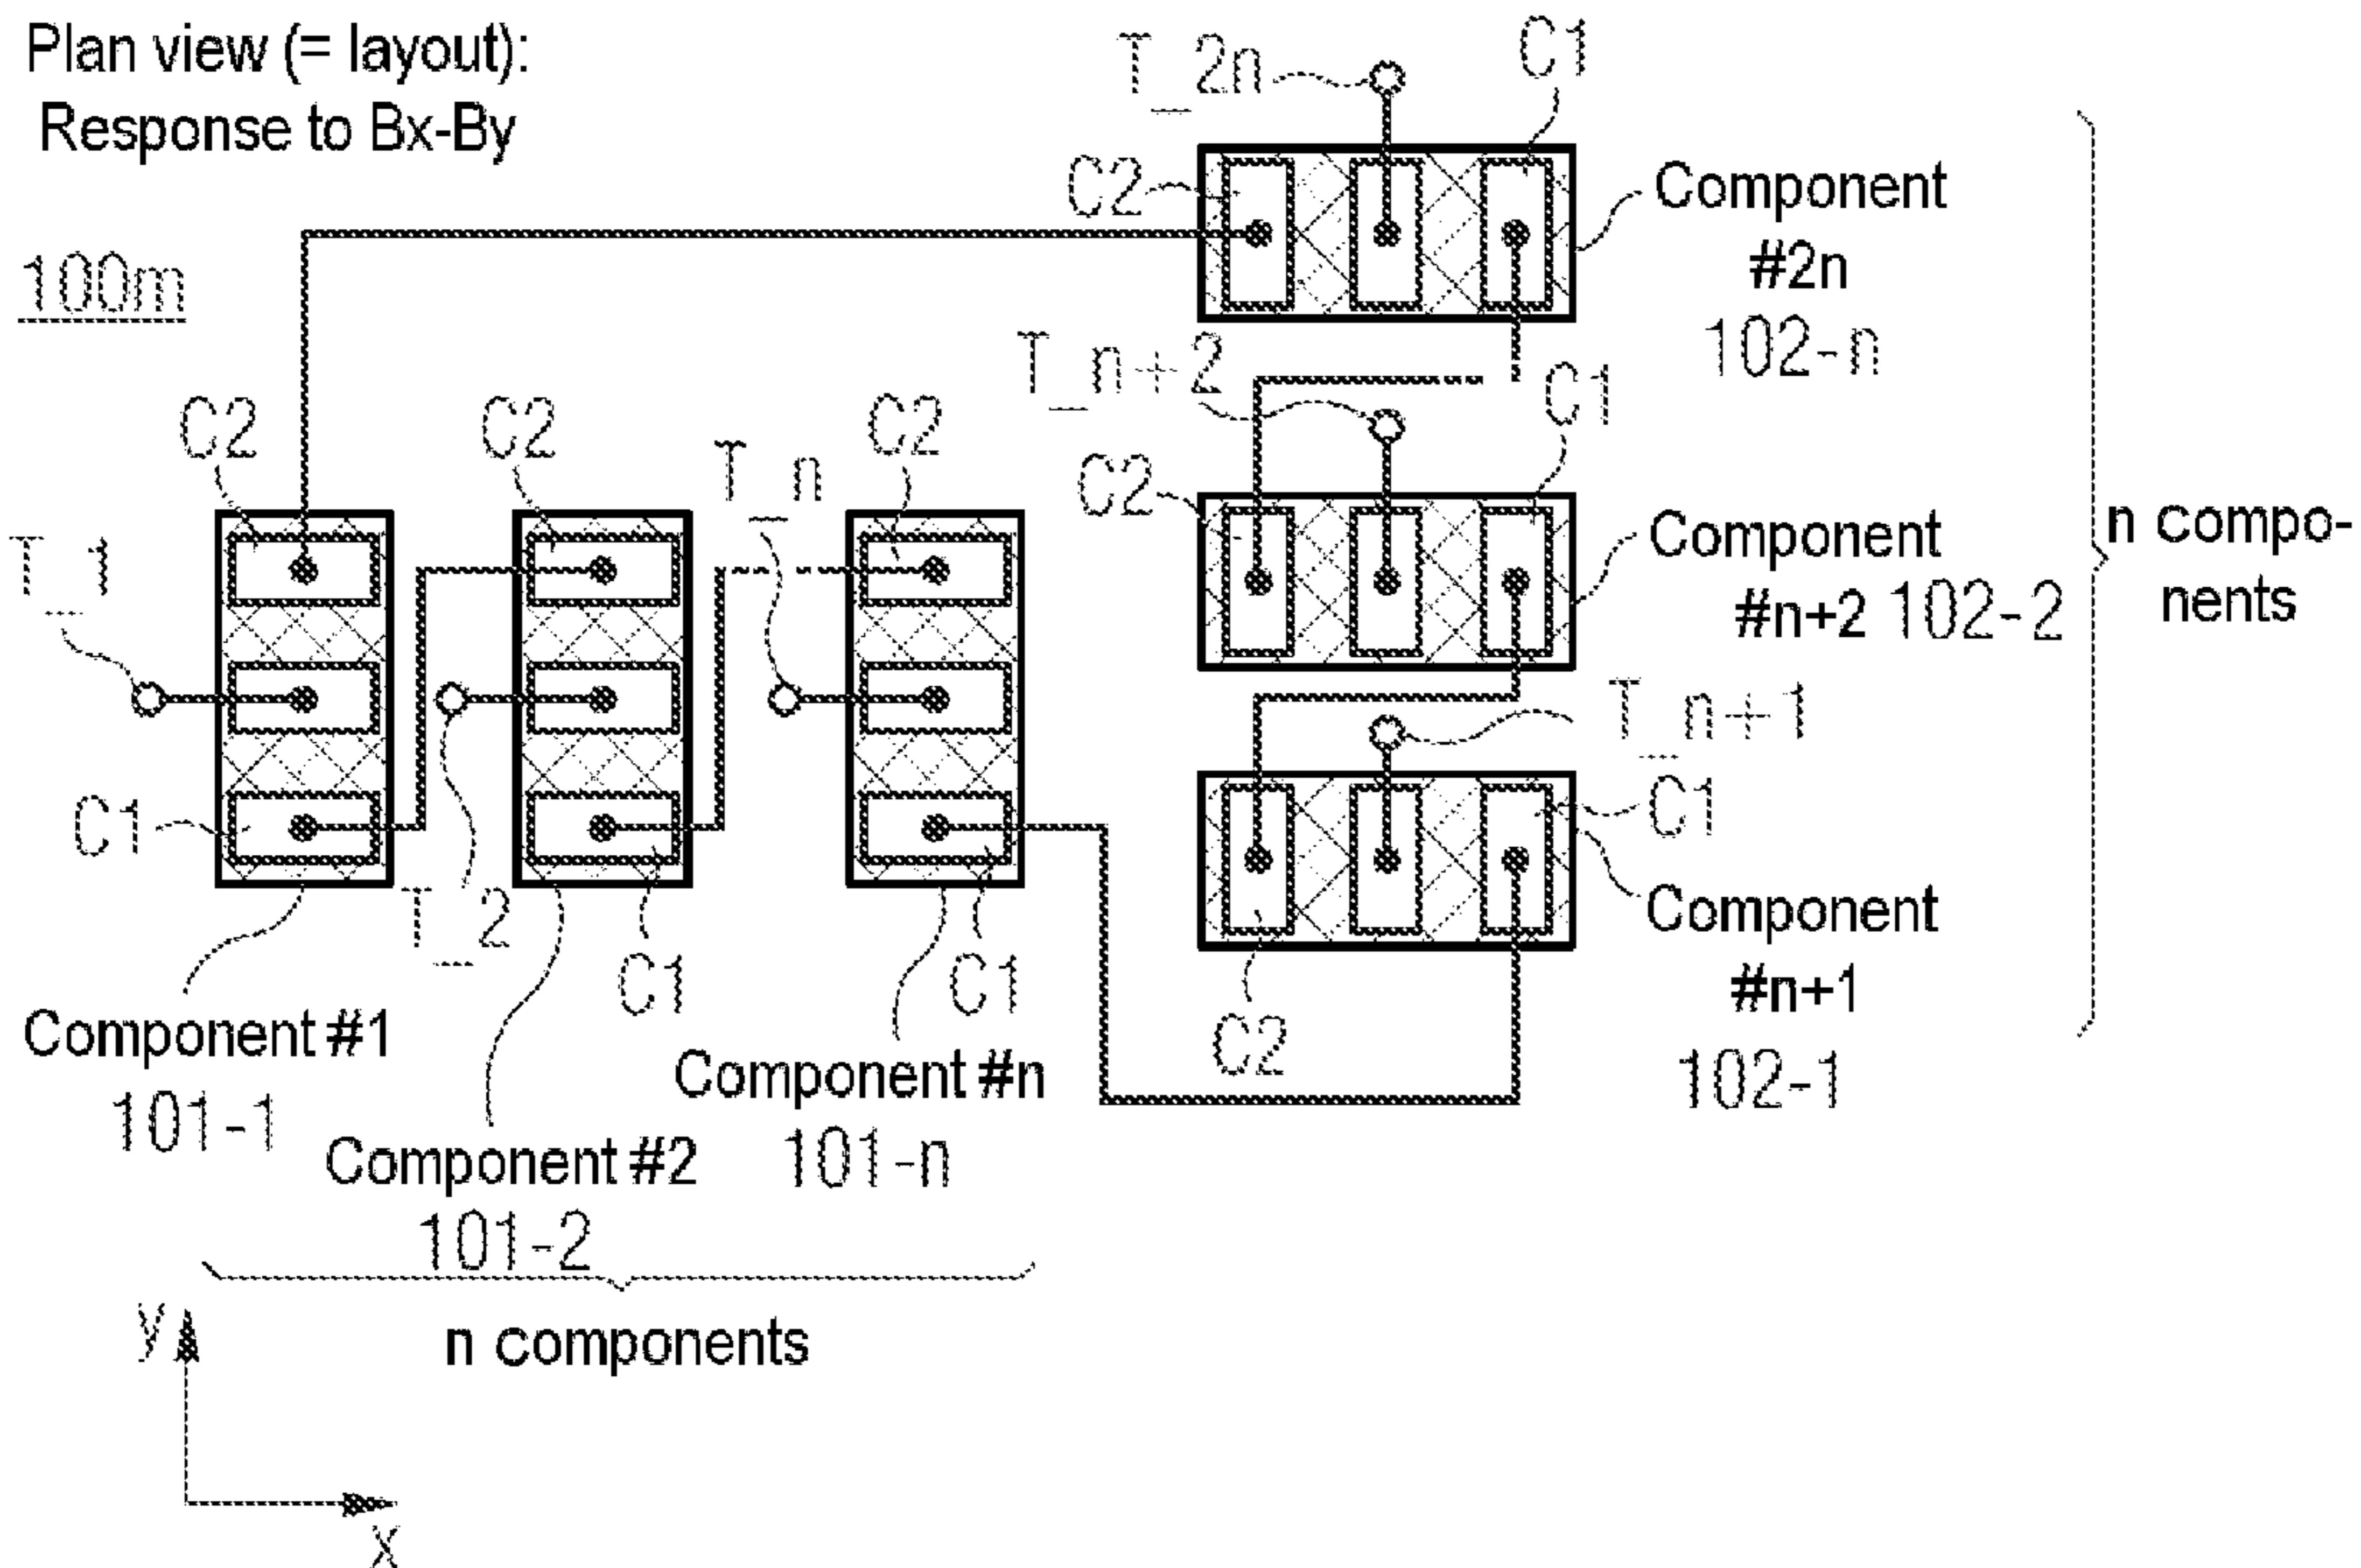 Plan view (= layout):
Response to Bx-By
100m
T_2n
C1
C2
Component
#2n
102-n
T_n+2
C1
C2
C2
C2
T_n
C2
Component
#n+2 102-2
n compo-
nents
T_1
T_n+1
C1
C1
T_2
C1
C1
Component
#n+1
102-1
C2
Component #1
101-1
Component #2
101-2
Component #n
101-n
n components
y
x